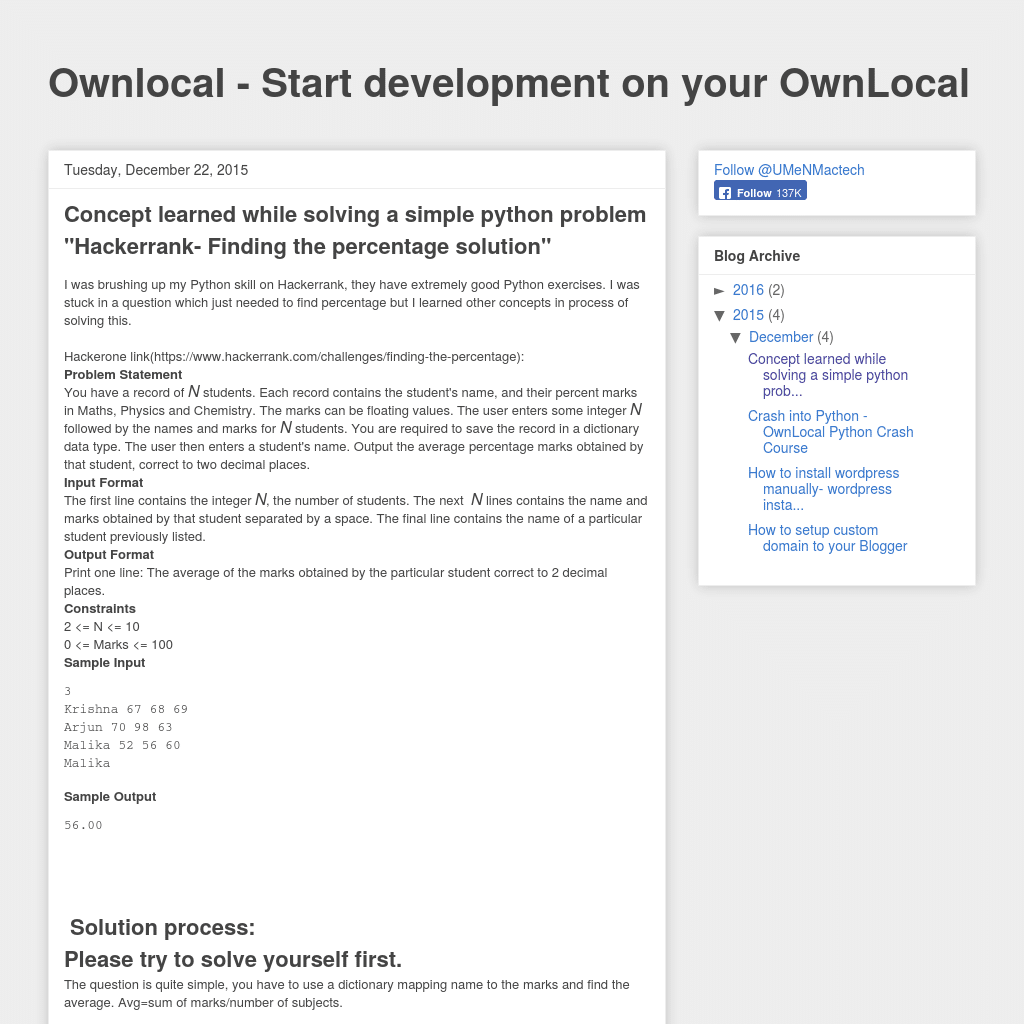 Ownlocal - Start development on your OwnLocal
Tuesday, December 22, 2015
Concept learned while solving a simple python problem
"Hackerrank- Finding the percentage solution"
I was brushing up my Python skill on Hackerrank, they have extremely good Python exercises. I was
stuck in a question which just needed to find percentage but I learned other concepts in process of
solving this.
Hackerone link(https://www.hackerrank.com/challenges/finding-the-percentage):
Problem Statement
You have a record of N students. Each record contains the student's name, and their percent marks
in Maths, Physics and Chemistry. The marks can be floating values. The user enters some integer N
followed by the names and marks for N students. You are required to save the record in a dictionary
data type. The user then enters a student's name. Output the average percentage marks obtained by
that student, correct to two decimal places.
Input Format
The first line contains the integer N, the number of students. The next N lines contains the name and
marks obtained by that student separated by a space. The final line contains the name of a particular
student previously listed.
Output Format
Print one line: The average of the marks obtained by the particular student correct to 2 decimal
places.
Constraints
2 <= N <= 10
0 <= Marks <= 100
Sample Input
3
Krishna 67 68 69
Arjun 70 98 63
Malika 52 56 60
Malika
Sample Output
56.00
Solution process:
Please try to solve yourself first.
The question is quite simple, you have to use a dictionary mapping name to the marks and find the
average. Avg=sum of marks/number of subjects.
Follow @UMeNMactech
Follow 137K
Blog Archive
► 2016 (2)
▼ 2015 (4)
▼ December (4)
Concept learned while
solving a simple python
prob...
Crash into Python -
OwnLocal Python Crash
Course
How to install wordpress
manually- wordpress
insta...
How to setup custom
domain to your Blogger